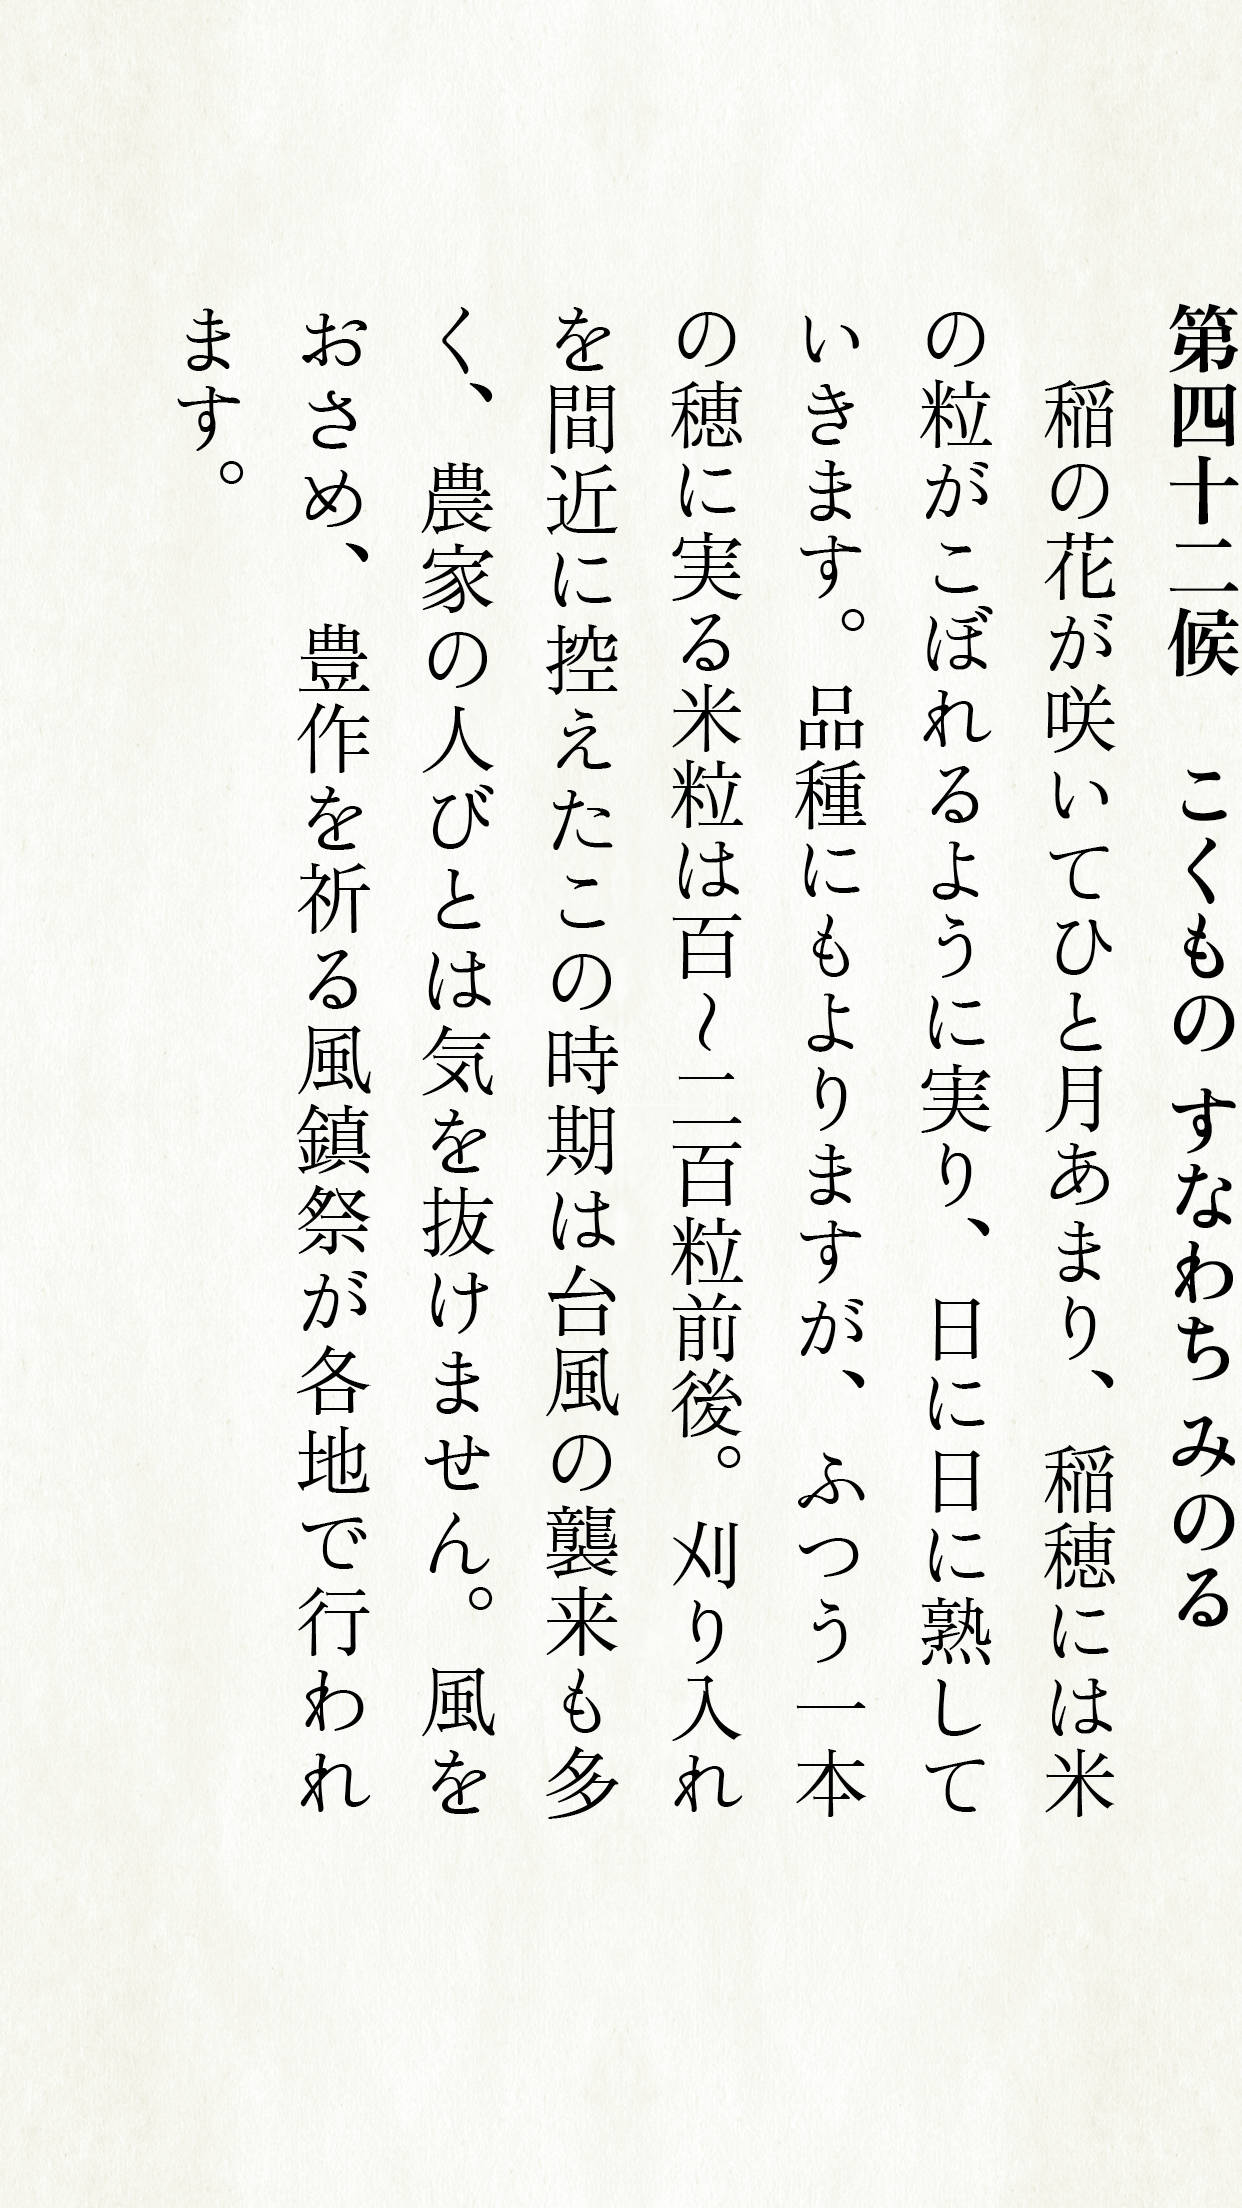 第四十二候　こくもの すなわち みのる
　稲の花が咲いてひと月あまり、稲穂には米
の粒がこぼれるように実り、日に日に熟して
いきます。品種にもよりますが、ふつう一本
の穂に実る米粒は百〜二百粒前後。刈り入れ
を間近に控えたこの時期は台風の襲来も多
く、農家の人びとは気を抜けません。風を
おさめ、豊作を祈る風鎮祭が各地で行われ
ます。